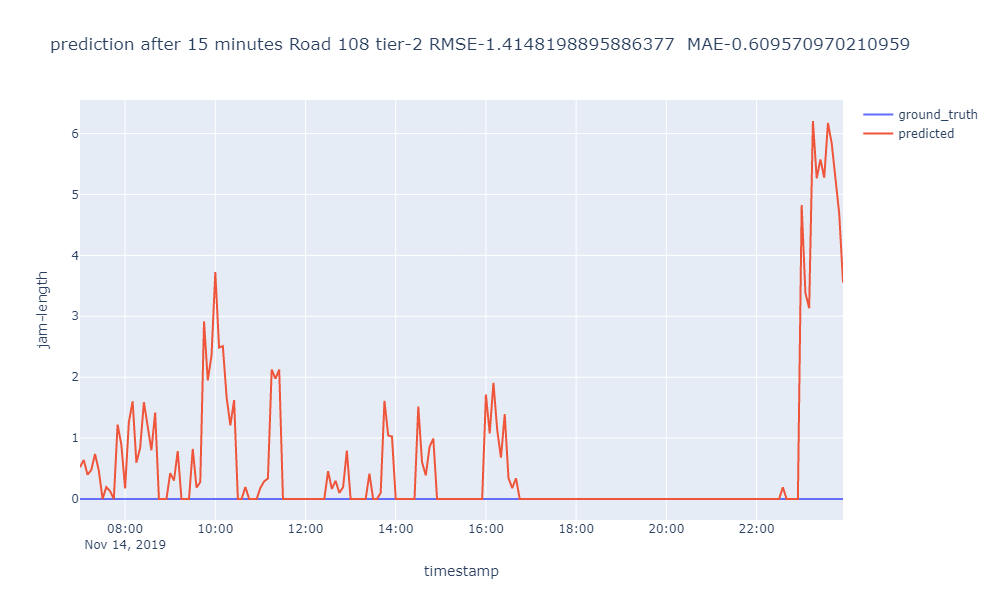 prediction after 15 minutes Road 108 tier-2 RMSE-1.4148198895886377  MAE-0.609570970210959
ground_truth
predicted
jam-length
6
5
4
3
2
1
0
08:00 10:00 12:00 14:00 16:00 18:00 20:00 22:00
Nov 14, 2019
timestamp